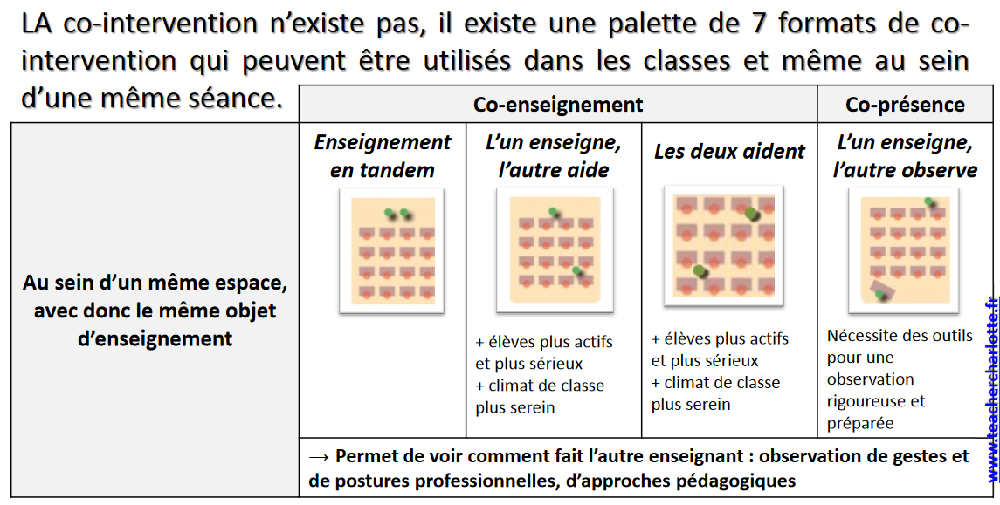 LA co-intervention n’existe pas, il existe une palette de 7 formats de co-
intervention qui peuvent être utilisés dans les classes et même au sein
d’une même séance.
Co-enseignement
Co-présence
Au sein d’un même espace,
avec donc le même objet
d’enseignement
Enseignement
en tandem
L’un enseigne,
l’autre aide
+ élèves plus actifs
et plus sérieux
+ climat de classe
plus serein
Les deux aident
+ élèves plus actifs
et plus sérieux
+ climat de classe
plus serein
L’un enseigne,
l’autre observe
Nécessite des outils
pour une
observation
rigoureuse et
préparée
→ Permet de voir comment fait l’autre enseignant : observation de gestes et
de postures professionnelles, d’approches pédagogiques
www.teachercharlotte.fr